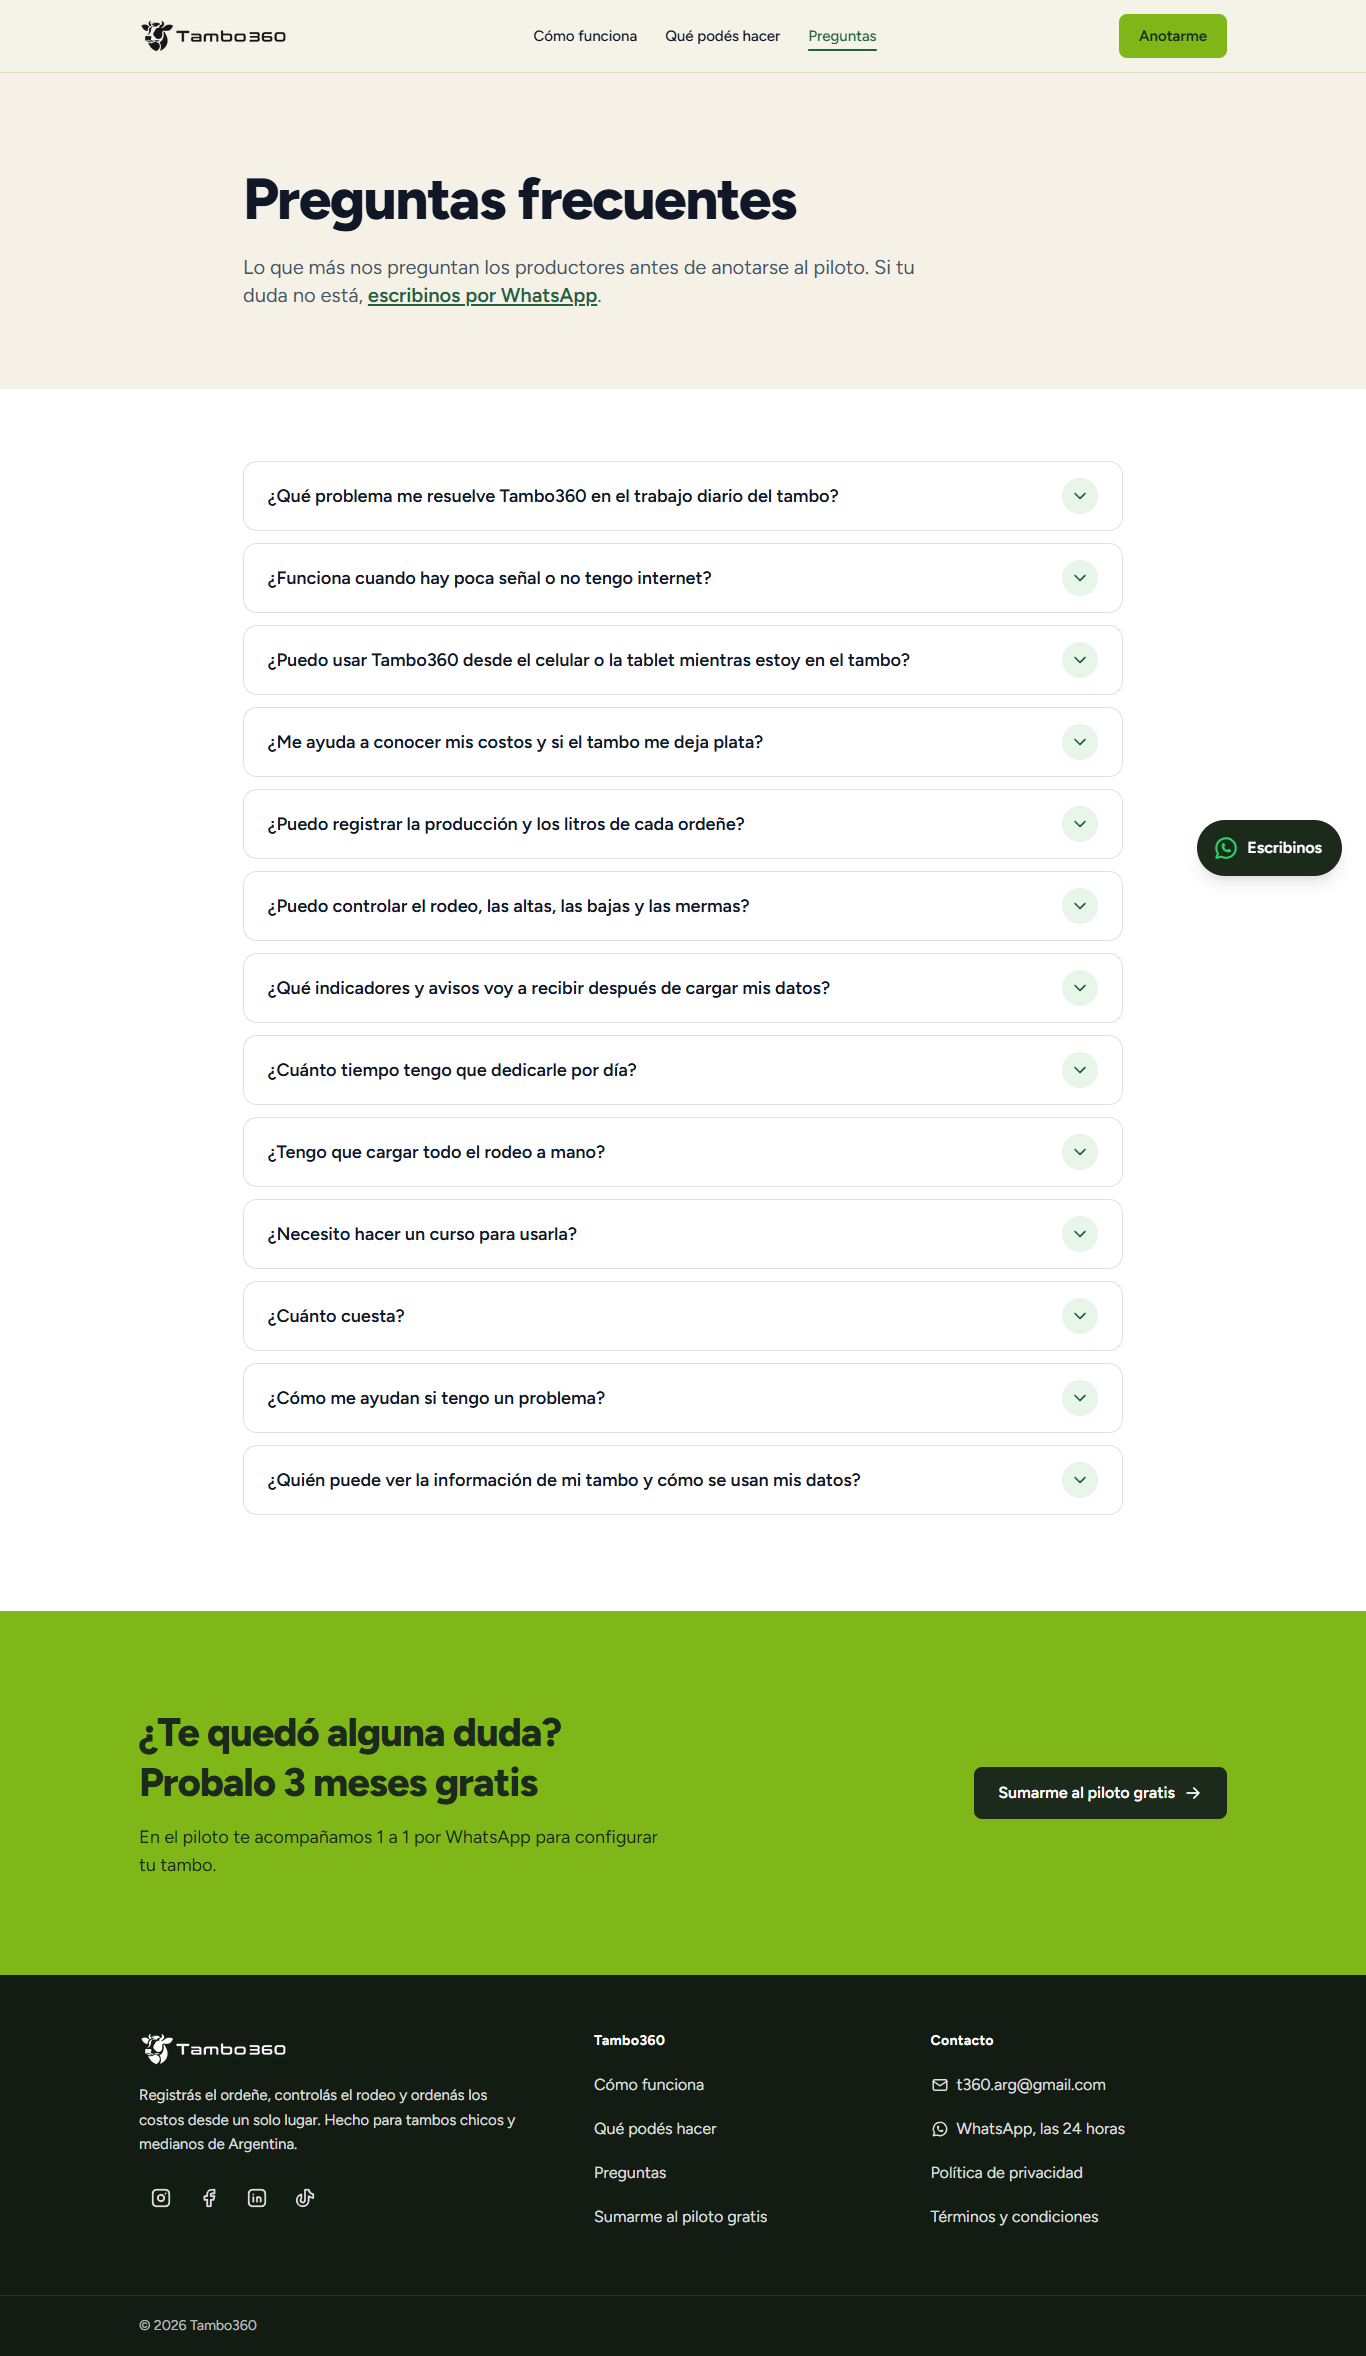 Tambo360
Cómo funciona
Qué podés hacer
Preguntas
Anotarme
Preguntas frecuentes
Lo que más nos preguntan los productores antes de anotarse al piloto. Si tu
duda no está, escribinos por WhatsApp.
¿Qué problema me resuelve Tambo360 en el trabajo diario del tambo?
¿Funciona cuando hay poca señal o no tengo internet?
¿Puedo usar Tambo360 desde el celular o la tablet mientras estoy en el tambo?
¿Me ayuda a conocer mis costos y si el tambo me deja plata?
¿Puedo registrar la producción y los litros de cada ordeñe?
Escribinos
¿Puedo controlar el rodeo, las altas, las bajas y las mermas?
¿Qué indicadores y avisos voy a recibir después de cargar mis datos?
¿Cuánto tiempo tengo que dedicarle por día?
¿Tengo que cargar todo el rodeo a mano?
¿Necesito hacer un curso para usarla?
¿Cuánto cuesta?
¿Cómo me ayudan si tengo un problema?
¿Quién puede ver la información de mi tambo y cómo se usan mis datos?
¿Te quedó alguna duda?
Probalo 3 meses gratis
En el piloto te acompañamos 1 a 1 por WhatsApp para configurar
tu tambo.
Sumarme al piloto gratis
Tambo360
Registrás el ordeñe, controlás el rodeo y ordenás los
costos desde un solo lugar. Hecho para tambos chicos y
medianos de Argentina.
Tambo360
Cómo funciona
Qué podés hacer
Preguntas
Sumarme al piloto gratis
Contacto
t360.arg@gmail.com
WhatsApp, las 24 horas
Política de privacidad
Términos y condiciones
© 2026 Tambo360